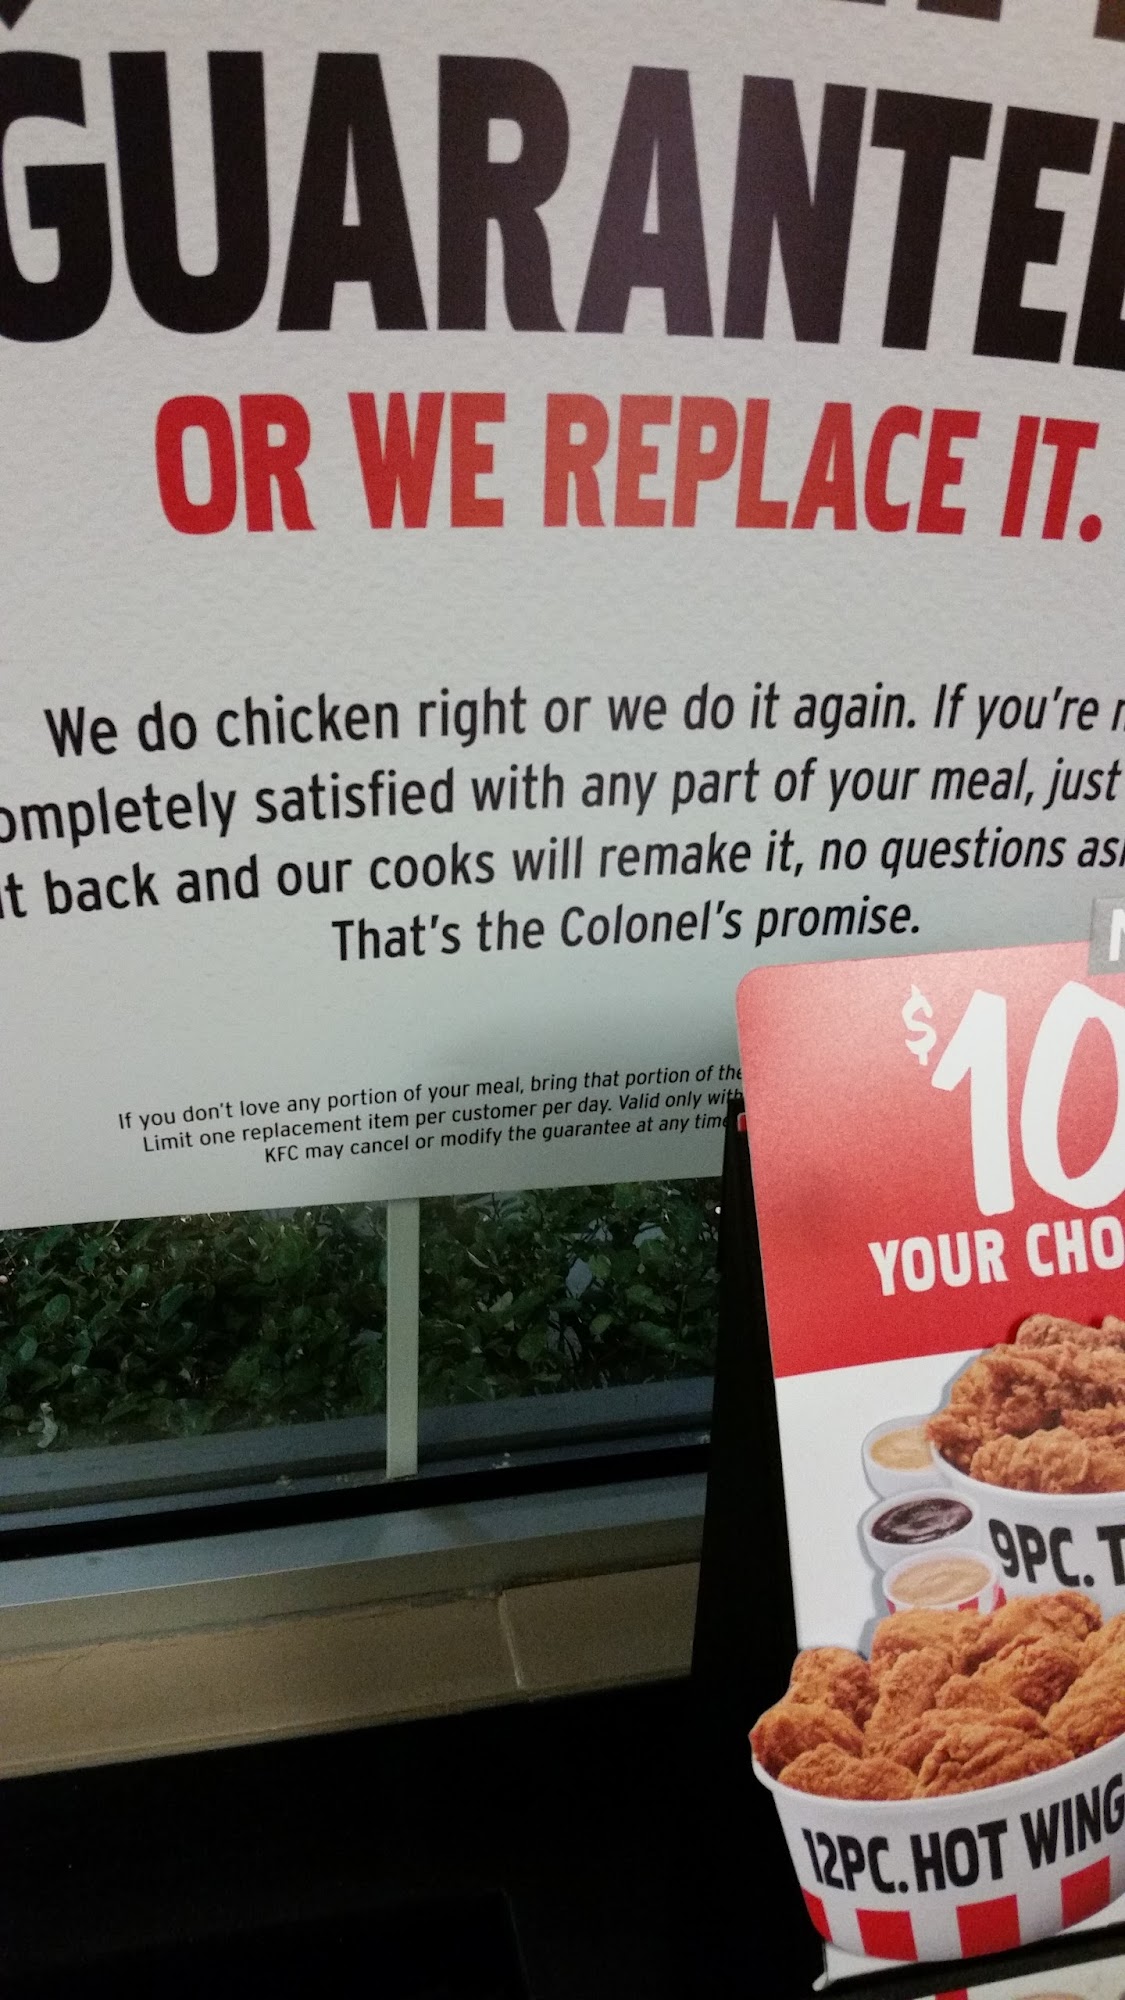 GUARANTEE
OR WE REPLACE IT.
We do chicken right or we do it again. If you're
completely satisfied with any part of your meal, just
it back and our cooks will remake it, no questions
That's the Colonel's promise.
If you don't love any portion of your meal, bring that portion of the
Limit one replacement item per customer per day. Valid only with
KFC may cancel or modify the guarantee at any time
$10
YOUR CHO
9PC. T
12PC. HOT WING